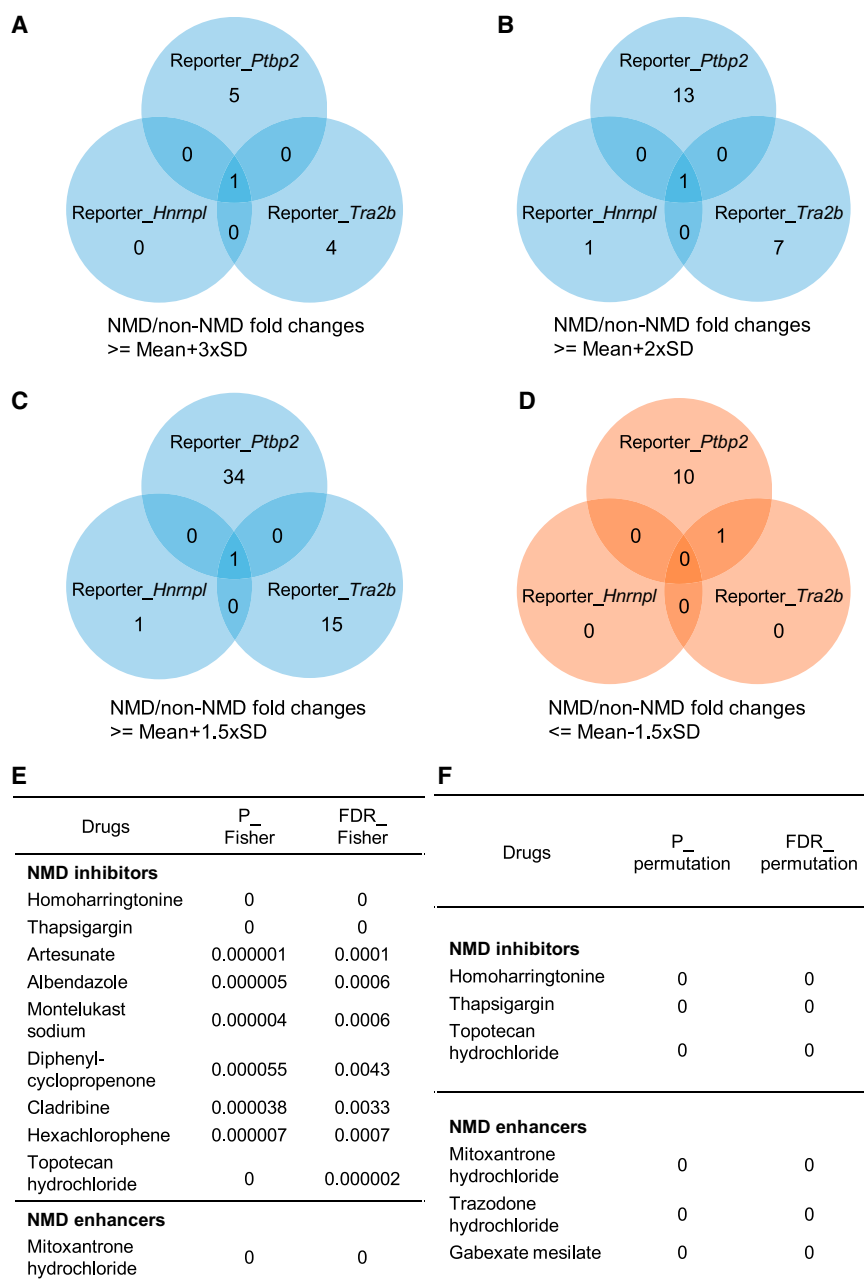 A
Reporter_Ptbp2
5
0
0
1
Reporter_Hnrnpl
0
Reporter_Tra2b
0
4
NMD/non-NMD fold changes
>= Mean+3xSD
B
Reporter_Ptbp2
13
0
0
1
Reporter_Hnrnpl
0
Reporter_Tra2b
1
7
NMD/non-NMD fold changes
>= Mean+2xSD
C
Reporter_Ptbp2
34
0
0
1
Reporter_Hnrnpl
0
Reporter_Tra2b
1
15
NMD/non-NMD fold changes
>= Mean+1.5xSD
D
Reporter_Ptbp2
10
0
1
0
Reporter_Hnrnpl
0
Reporter_Tra2b
0
0
NMD/non-NMD fold changes
<= Mean-1.5xSD
E
Drugs P_ Fisher FDR_ Fisher
NMD inhibitors
Homoharringtonine 0 0
Thapsigargin 0 0
Artesunate 0.000001 0.0001
Albendazole 0.000005 0.0006
Montelukast
sodium 0.000004 0.0006
Diphenyl-
cyclopropenone 0.000055 0.0043
Cladribine 0.000038 0.0033
Hexachlorophene 0.000007 0.0007
Topotecan
hydrochloride 0 0.000002
NMD enhancers
Mitoxantrone
hydrochloride 0 0
F
Drugs P_ permutation FDR_ permutation
NMD inhibitors
Homoharringtonine 0 0
Thapsigargin 0 0
Topotecan
hydrochloride 0 0
NMD enhancers
Mitoxantrone
hydrochloride 0 0
Trazodone
hydrochloride 0 0
Gabexate mesilate 0 0